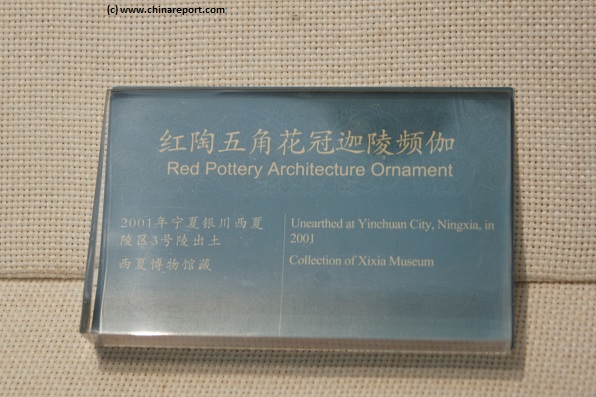 (c) www.chinareport.com
红陶五角花冠迦陵频伽
Red Pottery Architecture Ornament
2001年宁夏银川西夏
陵区3号陵出土
西夏博物馆藏
Unearthed at Yinchuan City, Ningxia, in
2001
Collection of Xixia Museum